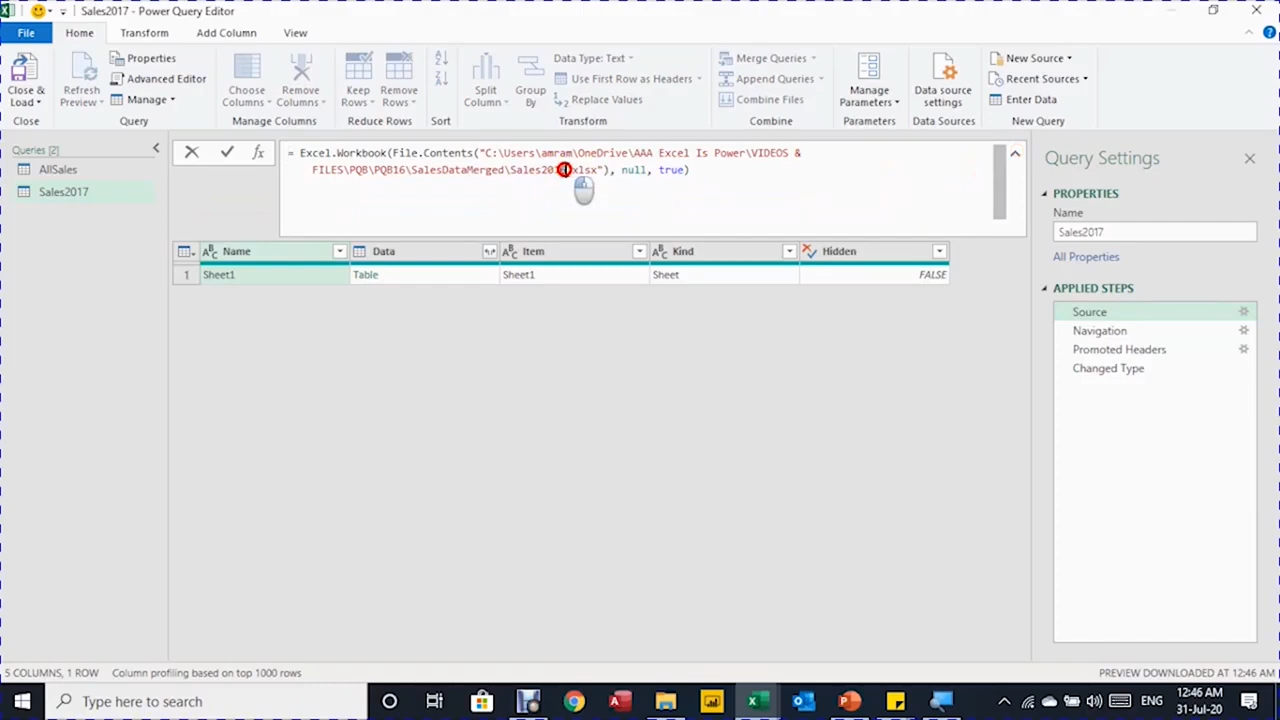 Sales2017 - Power Query Editor
File Home Transform Add Column View
Close & Load
Close
Refresh Preview
Properties
Advanced Editor
Manage
Query
Choose Columns
Remove Columns
Manage Columns
Keep Rows
Remove Rows
Reduce Rows
Sort
Split Column
Group By
Data Type: Text
Use First Row as Headers
Replace Values
Transform
Merge Queries
Append Queries
Combine Files
Combine
Manage Parameters
Parameters
Data source settings
Data Sources
New Source
Recent Sources
Enter Data
New Query
Queries [2]
AllSales
Sales2017
= Excel.Workbook(File.Contents("C:\Users\amram\OneDrive\AAA Excel Is Power\VIDEOS &
FILES\PQB\PQB16\SalesDataMerged\ xlsx"), null, true)
Name Data Item Kind Hidden
1 Sheet1 Table Sheet1 Sheet FALSE
Query Settings
PROPERTIES
Name
Sales2017
All Properties
APPLIED STEPS
Source
Navigation
Promoted Headers
Changed Type
5 COLUMNS, 1 ROW Column profiling based on top 1000 rows
PREVIEW DOWNLOADED AT 12:46 AM
Type here to search
ENG
12:46 AM
31-Jul-20